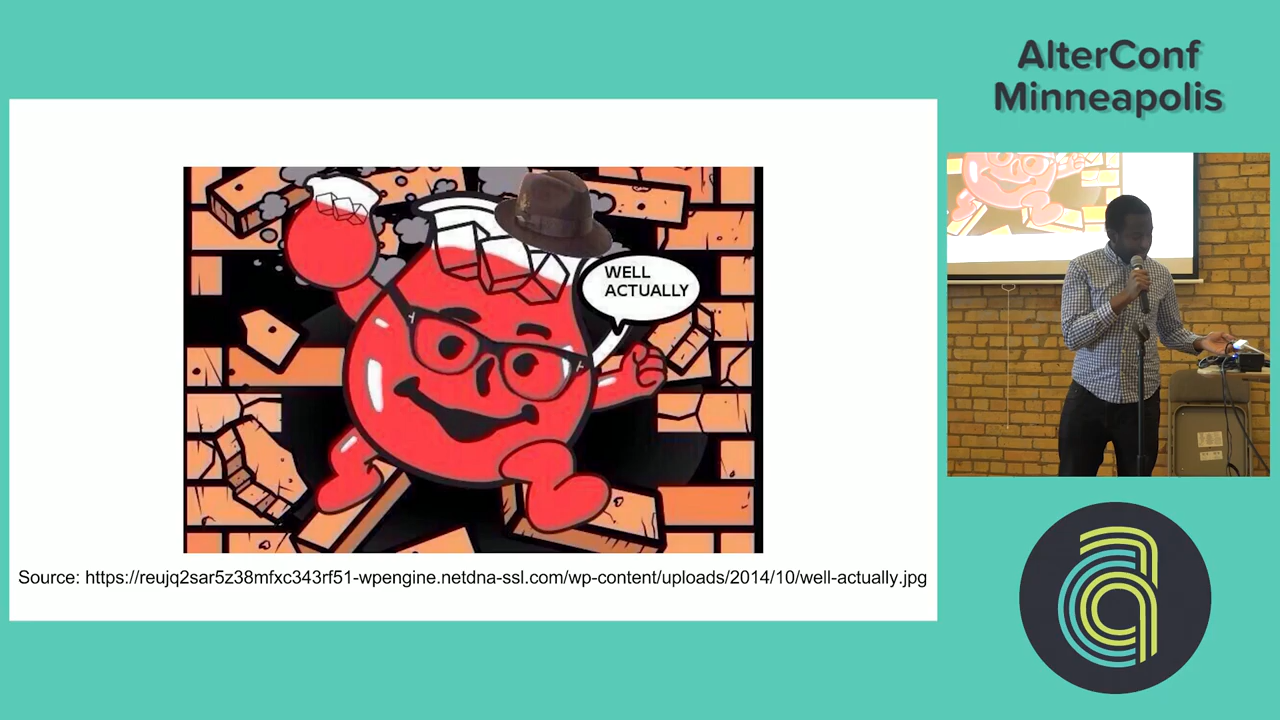 AlterConf
Minneapolis
WELL
ACTUALLY
Source: https://reujq2sar5z38mfxc343rf51-wpengine.netdna-ssl.com/wp-content/uploads/2014/10/well-actually.jpg